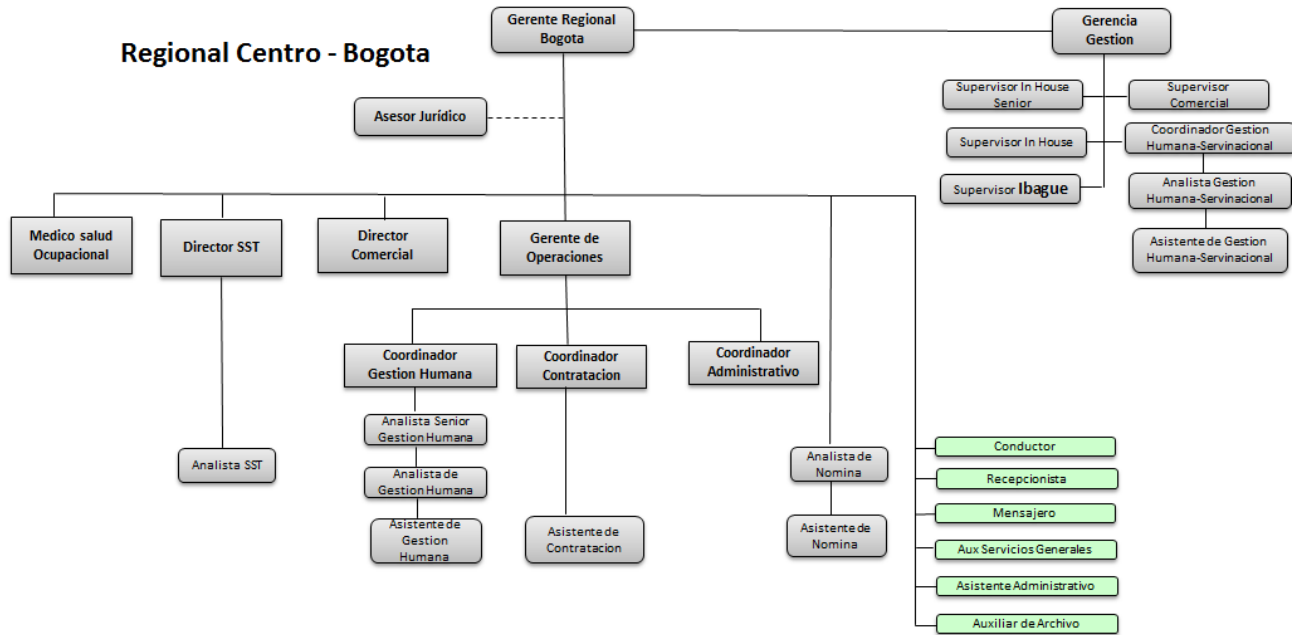 Gerente Regional
Bogota
Gerencia
Gestion
Regional Centro - Bogota
Asesor Jurídico
Supervisor In House
Senior
Supervisor
Comercial
Supervisor In House
Coordinador Gestion
Humana-Servinacional
Supervisor Ibague
Analista Gestion
Humana-Servinacional
Asistente de Gestion
Humana-Servinacional
Medico salud
Ocupacional
Director SST
Director
Comercial
Gerente de
Operaciones
Coordinador
Gestion Humana
Coordinador
Contratacion
Coordinador
Administrativo
Analista Senior
Gestion Humana
Analista SST
Analista de
Gestion Humana
Asistente de
Gestion
Humana
Asistente de
Contratacion
Analista de
Nomina
Asistente de
Nomina
Conductor
Recepcionista
Mensajero
Aux Servicios Generales
Asistente Administrativo
Auxiliar de Archivo